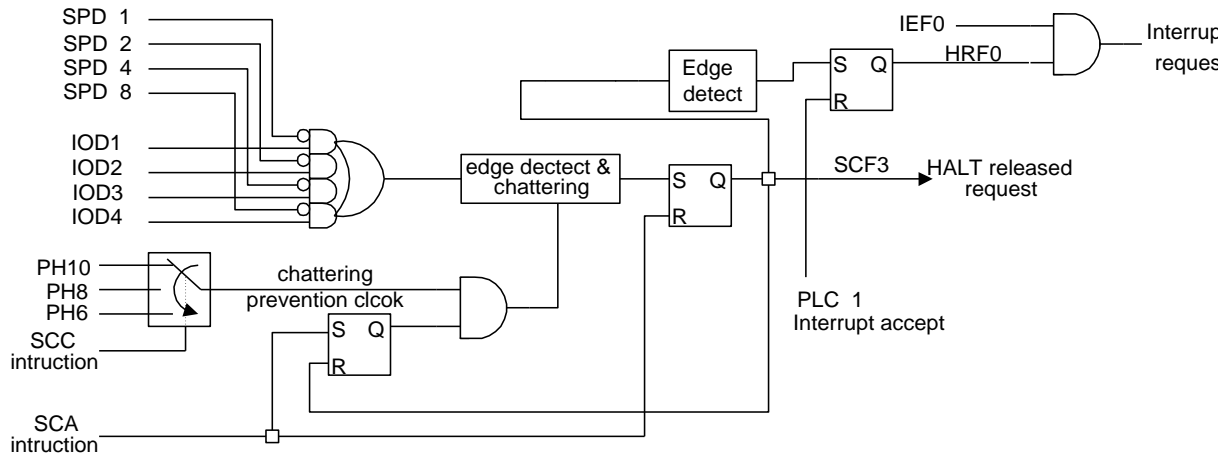 SPD 1
SPD 2
SPD 4
SPD 8
IOD1
IOD2
IOD3
IOD4
PH10
PH8
PH6
SCC
intruction
SCA
intruction
chattering
prevention clcok
S Q
R
edge dectect &
chattering
S Q
R
Edge
detect
S Q
R
IEF0
HRF0
Interrup
reques
SCF3
HALT released
request
PLC 1
Interrupt accept